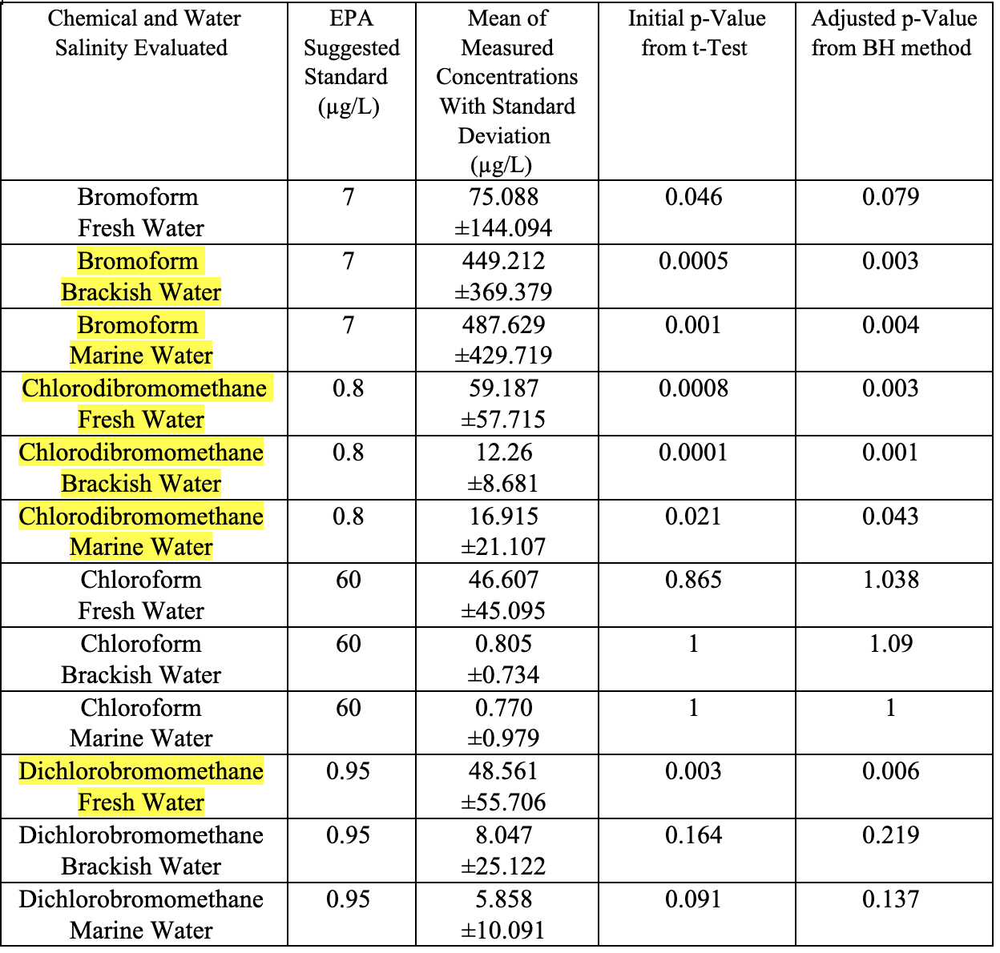 Chemical and Water
Salinity Evaluated
EPA
Suggested
Standard
(µg/L)
Mean of
Measured
Concentrations
With Standard
Deviation
(µg/L)
Initial p-Value
from t-Test
Adjusted p-Value
from BH method
Bromoform
Fresh Water
7
75.088
±144.094
0.046
0.079
Bromoform
Brackish Water
7
449.212
±369.379
0.0005
0.003
Bromoform
Marine Water
7
487.629
±429.719
0.001
0.004
Chlorodibromomethane
Fresh Water
0.8
59.187
±57.715
0.0008
0.003
Chlorodibromomethane
Brackish Water
0.8
12.26
±8.681
0.0001
0.001
Chlorodibromomethane
Marine Water
0.8
16.915
±21.107
0.021
0.043
Chloroform
Fresh Water
60
46.607
±45.095
0.865
1.038
Chloroform
Brackish Water
60
0.805
±0.734
1
1.09
Chloroform
Marine Water
60
0.770
±0.979
1
1
Dichlorobromomethane
Fresh Water
0.95
48.561
±55.706
0.003
0.006
Dichlorobromomethane
Brackish Water
0.95
8.047
±25.122
0.164
0.219
Dichlorobromomethane
Marine Water
0.95
5.858
±10.091
0.091
0.137